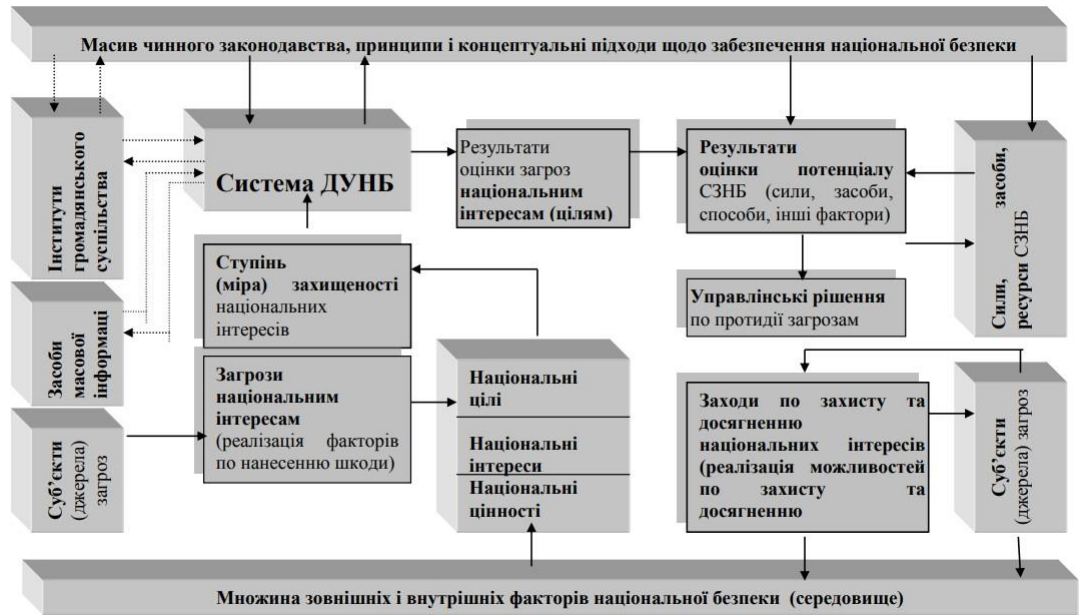 Масив чинного законодавства, принципи і концептуальні підходи щодо забезпечення національної безпеки
Інститути
громадянського
суспільства
Система ДУНБ
Результати
оцінки загроз
національним
інтересам (цілям)
Результати
оцінки потенціалу
СЗНБ (сили, засоби,
способи, інші фактори)
Сили, засоби,
ресурси СЗНБ
Ступінь
(міра) захищеності
національних
інтересів
Управлінські рішення
по протидії загрозам
Засоби
масової
інформаці
Загрози
національним
інтересам
(реалізація факторів
по нанесенню шкоди)
Національні
цілі
Національні
інтереси
Національні
цінності
Заходи по захисту та
досягненню
національних інтересів
(реалізація можливостей
по захисту та
досягненню
Суб’єкти
(джерела)
загроз
Суб’єкти
(джерела) загроз
Множина зовнішніх і внутрішніх факторів національної безпеки (середовище)